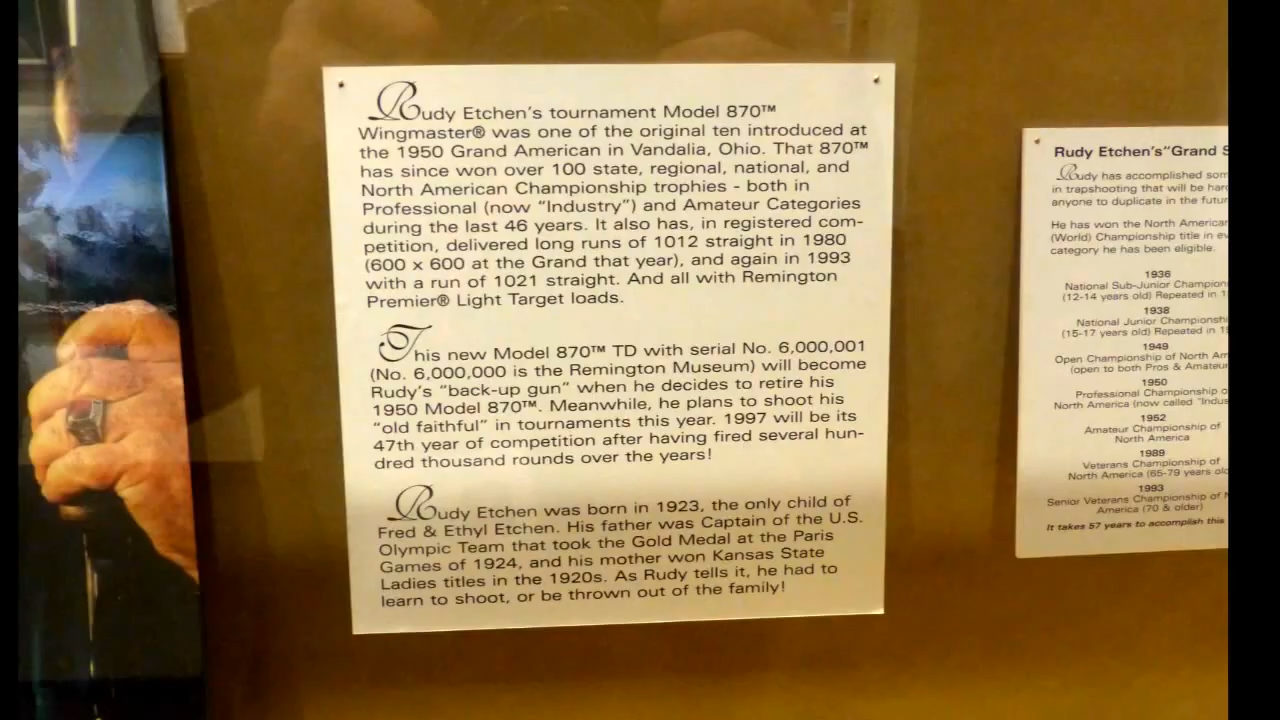 Rudy Etchen's tournament Model 870™
Wingmaster® was one of the original ten introduced at
the 1950 Grand American in Vandalia, Ohio. That 870™
has since won over 100 state, regional, national, and
North American Championship trophies - both in
Professional (now "Industry") and Amateur Categories
during the last 46 years. It also has, in registered com-
petition, delivered long runs of 1012 straight in 1980
(600 x 600 at the Grand that year), and again in 1993
with a run of 1021 straight. And all with Remington
Premier® Light Target loads.
This new Model 870™ TD with serial No. 6,000,001
(No. 6,000,000 is the Remington Museum) will become
Rudy's "back-up gun" when he decides to retire his
1950 Model 870™. Meanwhile, he plans to shoot his
"old faithful" in tournaments this year. 1997 will be its
47th year of competition after having fired several hun-
dred thousand rounds over the years!
Rudy Etchen was born in 1923, the only child of
Fred & Ethyl Etchen. His father was Captain of the U.S.
Olympic Team that took the Gold Medal at the Paris
Games of 1924, and his mother won Kansas State
Ladies titles in the 1920s. As Rudy tells it, he had to
learn to shoot, or be thrown out of the family!
Rudy Etchen's "Grand
Rudy has accomplished
in trapshooting that will be
anyone to duplicate in the
He has won the North American
(World) Championship title in
category he has been eligible.
1936
National Sub-Junior
(12-14 years old) Repeated in
1938
National Junior
(15-17 years old) Repeated in
1949
Open Championship of North
(open to both Pros &
1950
Professional Championship
North America (now called
1952
Amateur Championship of
North America
1989
Veterans Championship of
North America (65-79 years
1993
Senior Veterans Championship of
America (70 & older)
It takes 57 years to accomplish this